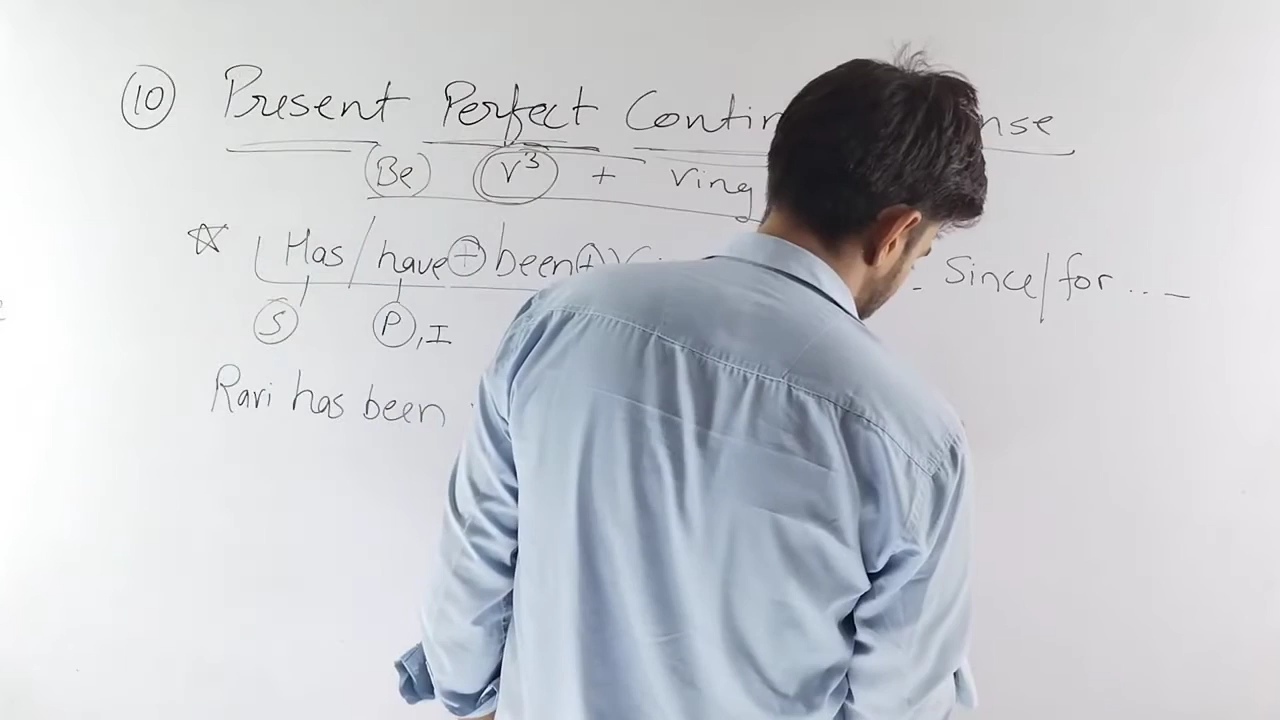 10 Present Perfect Contin nse
Be V³ + Ving
☆ Has/have + been + V . Since/for ...
S P, I
Ravi has been